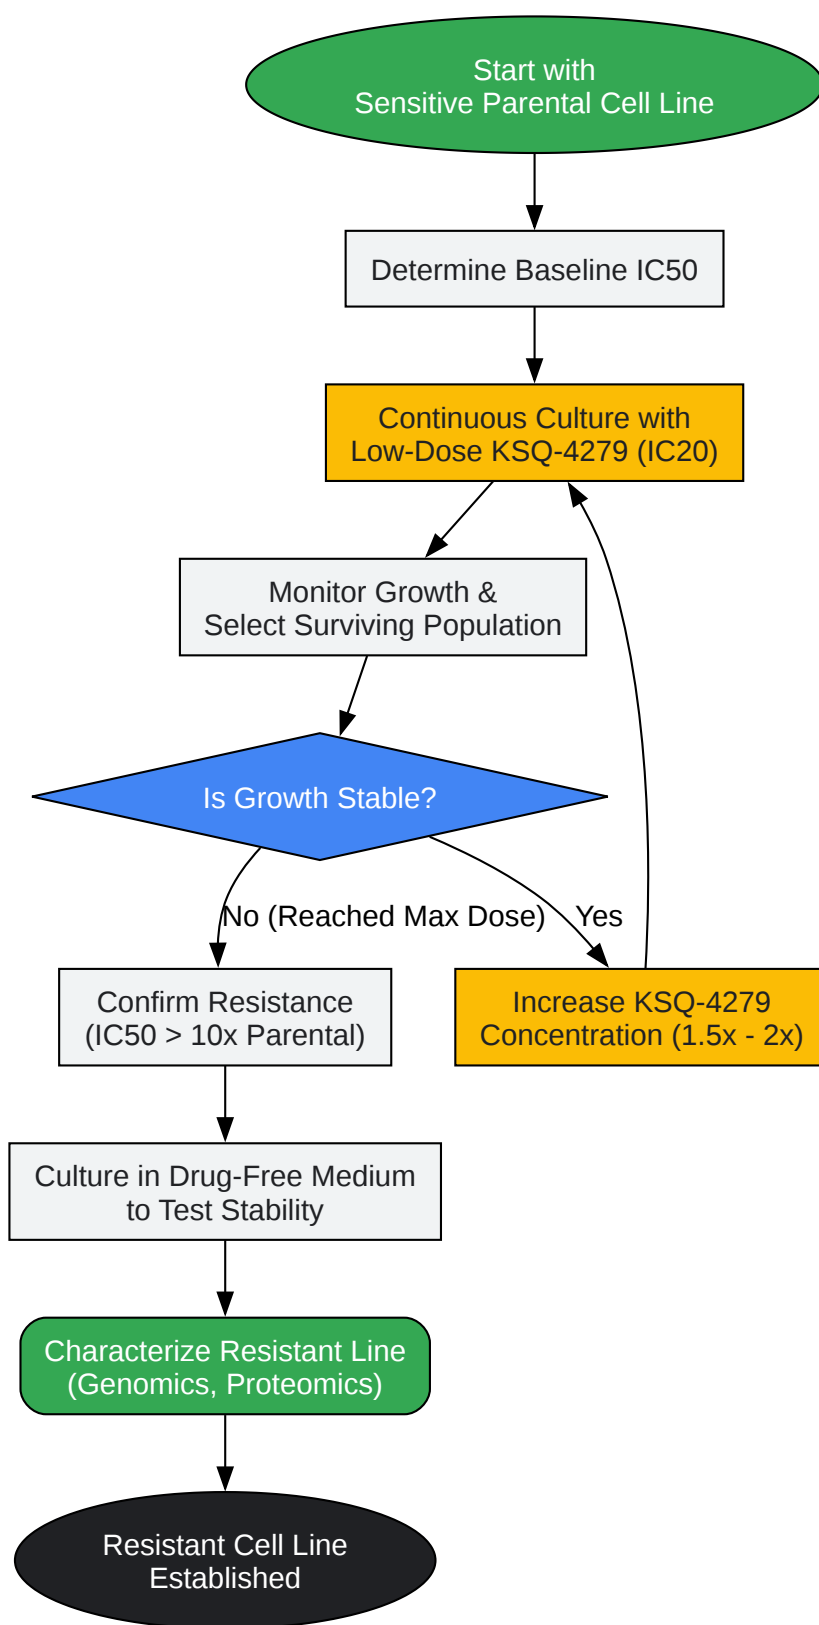 Start with
Sensitive Parental Cell Line
Determine Baseline IC50
Continuous Culture with
Low-Dose KSQ-4279 (IC20)
Monitor Growth &
Select Surviving Population
Is Growth Stable?
No (Reached Max Dose)
Yes
Confirm Resistance
(IC50 > 10x Parental)
Increase KSQ-4279
Concentration (1.5x - 2x)
Culture in Drug-Free Medium
to Test Stability
Characterize Resistant Line
(Genomics, Proteomics)
Resistant Cell Line
Established